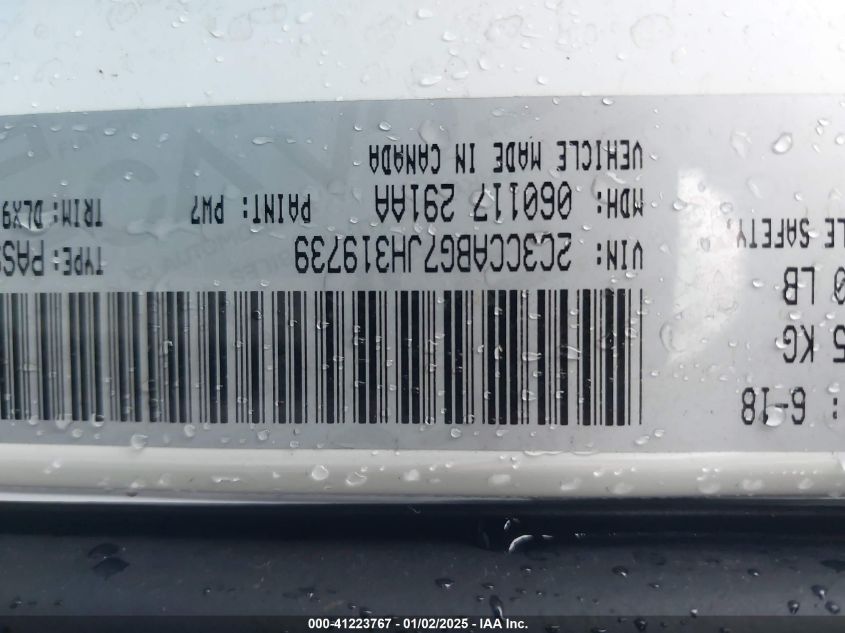 : 6-18
5 KG
0 LB
LE SAFETY,
VIN: 2C3CCABG7JH319739 TYPE: PAS
MDH: 060117 291AA PAINT: PW7 TRIM: DLX9
VEHICLE MADE IN CANADA
000-41223767 - 01/02/2025 - IAA Inc.